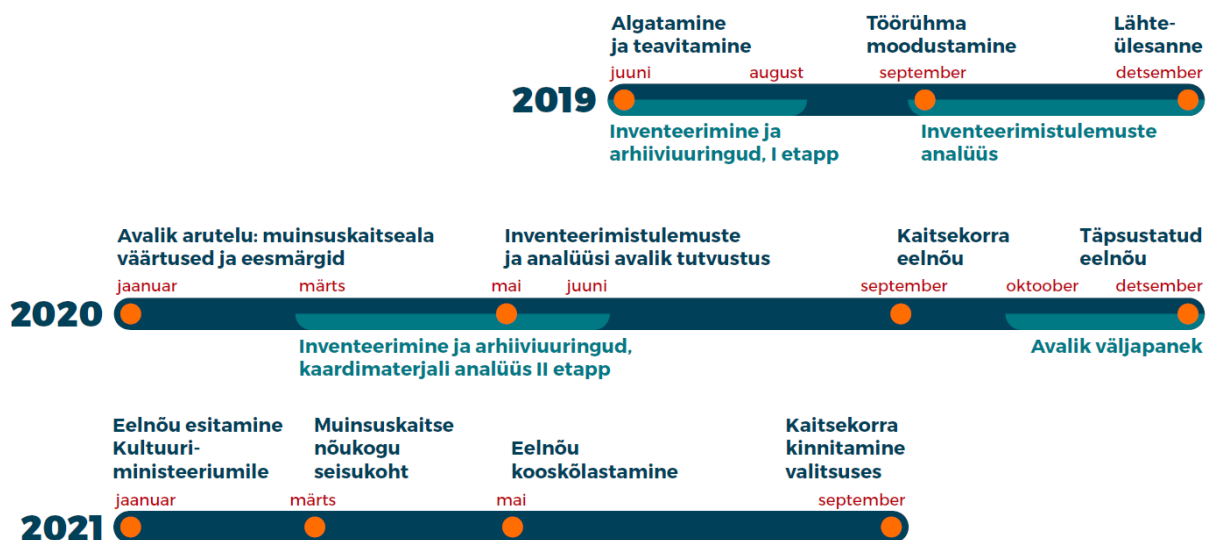 Algatamine
ja teavitamine
Töörühma
moodustamine
Lähte-
ülesanne
juuni
august
september
detsember
2019
Inventeerimine ja
arhiiviuuringud, I etapp
Inventeerimistulemuste
analüüs
Avalik arutelu: muinsuskaitseala
väärtused ja eesmärgid
Inventeerimistulemuste
ja analüüsi avalik tutvustus
Kaitsekorra
eelnõu
Täpsustatud
eelnõu
jaanuar
märts
mai
juuni
september
oktoober
detsember
2020
Inventeerimine ja arhiiviuuringud,
kaardimaterjali analüüs II etapp
Avalik väljapanek
Eelnõu esitamine
Kultuuri-
ministeeriumile
Muinsuskaitse
nõukogu
seisukoht
Eelnõu
kooskõlastamine
Kaitsekorra
kinnitamine
valitsuses
jaanuar
märts
mai
september
2021